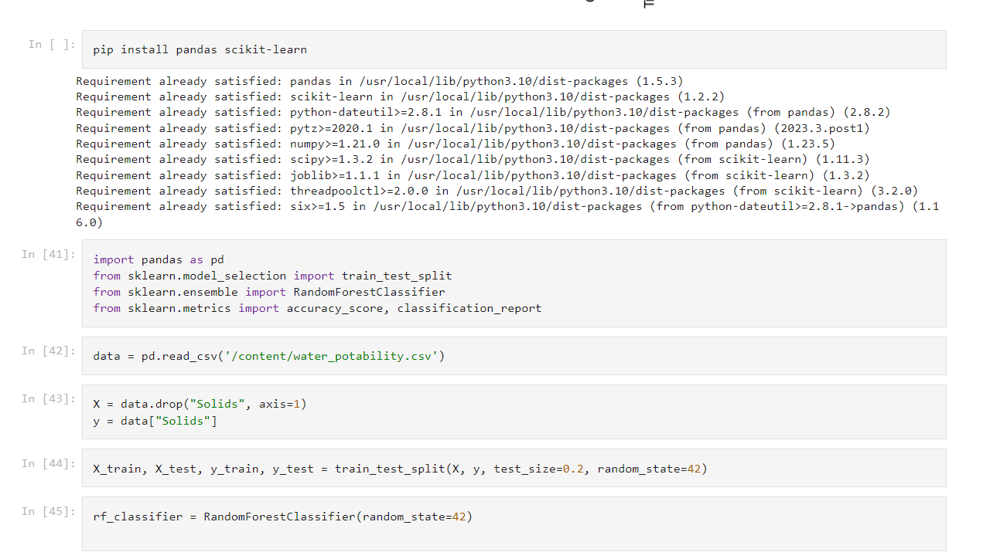 In [ ]:
pip install pandas scikit-learn
Requirement already satisfied: pandas in /usr/local/lib/python3.10/dist-packages (1.5.3)
Requirement already satisfied: scikit-learn in /usr/local/lib/python3.10/dist-packages (1.2.2)
Requirement already satisfied: python-dateutil>=2.8.1 in /usr/local/lib/python3.10/dist-packages (from pandas) (2.8.2)
Requirement already satisfied: pytz>=2020.1 in /usr/local/lib/python3.10/dist-packages (from pandas) (2023.3.post1)
Requirement already satisfied: numpy>=1.21.0 in /usr/local/lib/python3.10/dist-packages (from pandas) (1.23.5)
Requirement already satisfied: scipy>=1.3.2 in /usr/local/lib/python3.10/dist-packages (from scikit-learn) (1.11.3)
Requirement already satisfied: joblib>=1.1.1 in /usr/local/lib/python3.10/dist-packages (from scikit-learn) (1.3.2)
Requirement already satisfied: threadpoolctl>=2.0.0 in /usr/local/lib/python3.10/dist-packages (from scikit-learn) (3.2.0)
Requirement already satisfied: six>=1.5 in /usr/local/lib/python3.10/dist-packages (from python-dateutil>=2.8.1->pandas) (1.1
6.0)
In [41]:
import pandas as pd
from sklearn.model_selection import train_test_split
from sklearn.ensemble import RandomForestClassifier
from sklearn.metrics import accuracy_score, classification_report
In [42]:
data = pd.read_csv('/content/water_potability.csv')
In [43]:
X = data.drop("Solids", axis=1)
y = data["Solids"]
In [44]:
X_train, X_test, y_train, y_test = train_test_split(X, y, test_size=0.2, random_state=42)
In [45]:
rf_classifier = RandomForestClassifier(random_state=42)